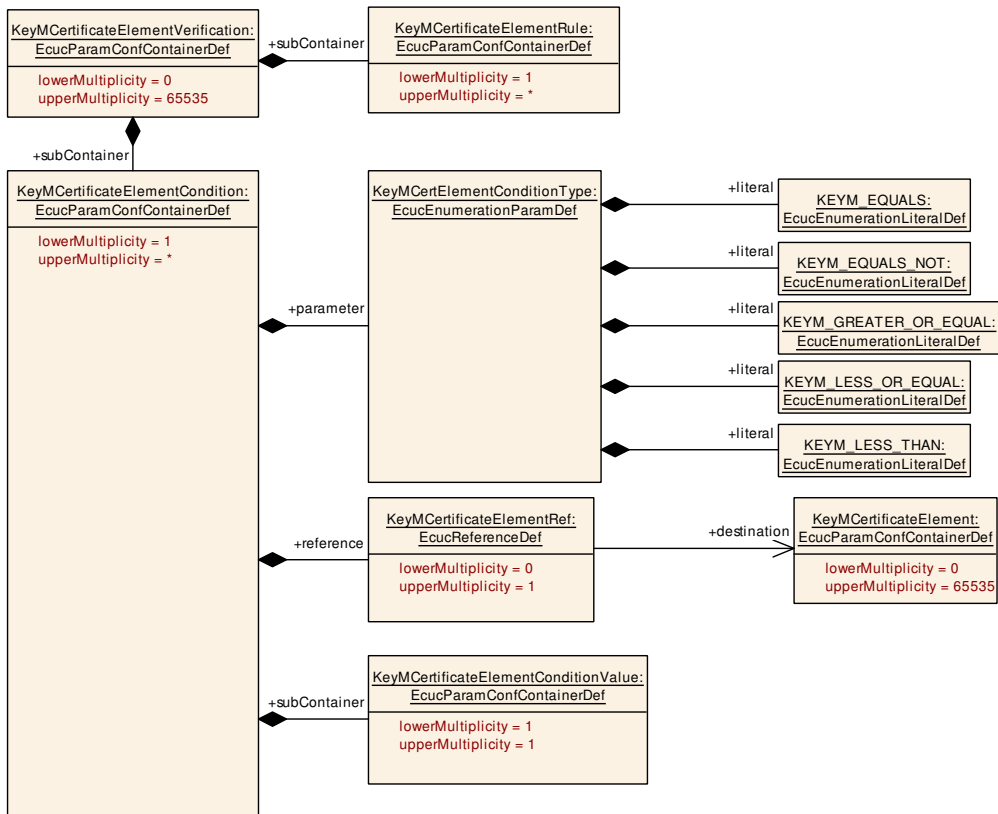 KeyMCertificateElementVerification:
EcucParamConfContainerDef
lowerMultiplicity = 0
upperMultiplicity = 65535
+subContainer
KeyMCertificateElementRule:
EcucParamConfContainerDef
lowerMultiplicity = 1
upperMultiplicity = *
+subContainer
KeyMCertificateElementCondition:
EcucParamConfContainerDef
lowerMultiplicity = 1
upperMultiplicity = *
+parameter
KeyMCertElementConditionType:
EcucEnumerationParamDef
+literal
KEYM_EQUALS:
EcucEnumerationLiteralDef
+literal
KEYM_EQUALS_NOT:
EcucEnumerationLiteralDef
+literal
KEYM_GREATER_OR_EQUAL:
EcucEnumerationLiteralDef
+literal
KEYM_LESS_OR_EQUAL:
EcucEnumerationLiteralDef
+literal
KEYM_LESS_THAN:
EcucEnumerationLiteralDef
+reference
KeyMCertificateElementRef:
EcucReferenceDef
lowerMultiplicity = 0
upperMultiplicity = 1
+destination
KeyMCertificateElement:
EcucParamConfContainerDef
lowerMultiplicity = 0
upperMultiplicity = 65535
+subContainer
KeyMCertificateElementConditionValue:
EcucParamConfContainerDef
lowerMultiplicity = 1
upperMultiplicity = 1